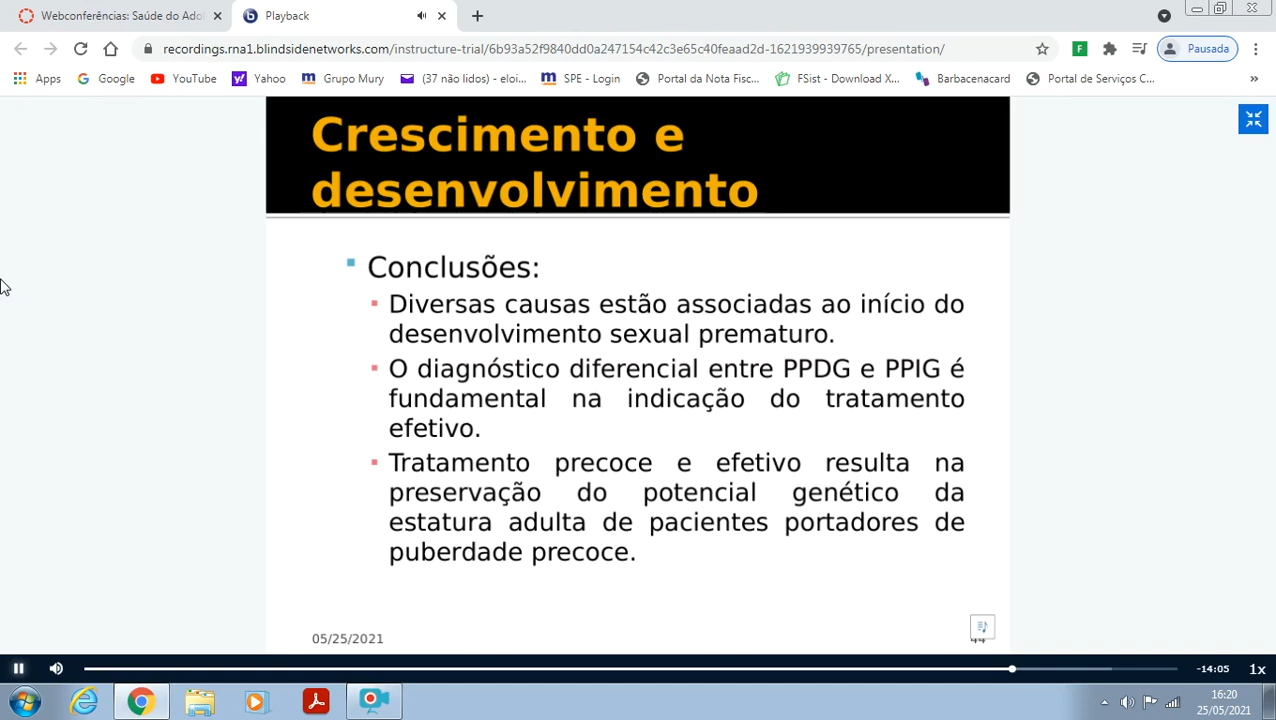 Webconferências: Saúde do Ado
Playback
recordings.rna1.blindsidenetworks.com/instructure-trial/6b93a52f9840dd0a247154c42c3e65c40feaad2d-1621939939765/presentation/
Pausada
Apps
Google
YouTube
Yahoo
Grupo Mury
(37 não lidos) - eloi...
SPE - Login
Portal da Nota Fisc...
FSist - Download X...
Barbacenacard
Portal de Serviços C...
»
Crescimento e
desenvolvimento
Conclusões:
Diversas causas estão associadas ao início do
desenvolvimento sexual prematuro.
O diagnóstico diferencial entre PPDG e PPIG é
fundamental na indicação do tratamento
efetivo.
Tratamento precoce e efetivo resulta na
preservação do potencial genético da
estatura adulta de pacientes portadores de
puberdade precoce.
05/25/2021
-14:05
1x
16:20
25/05/2021